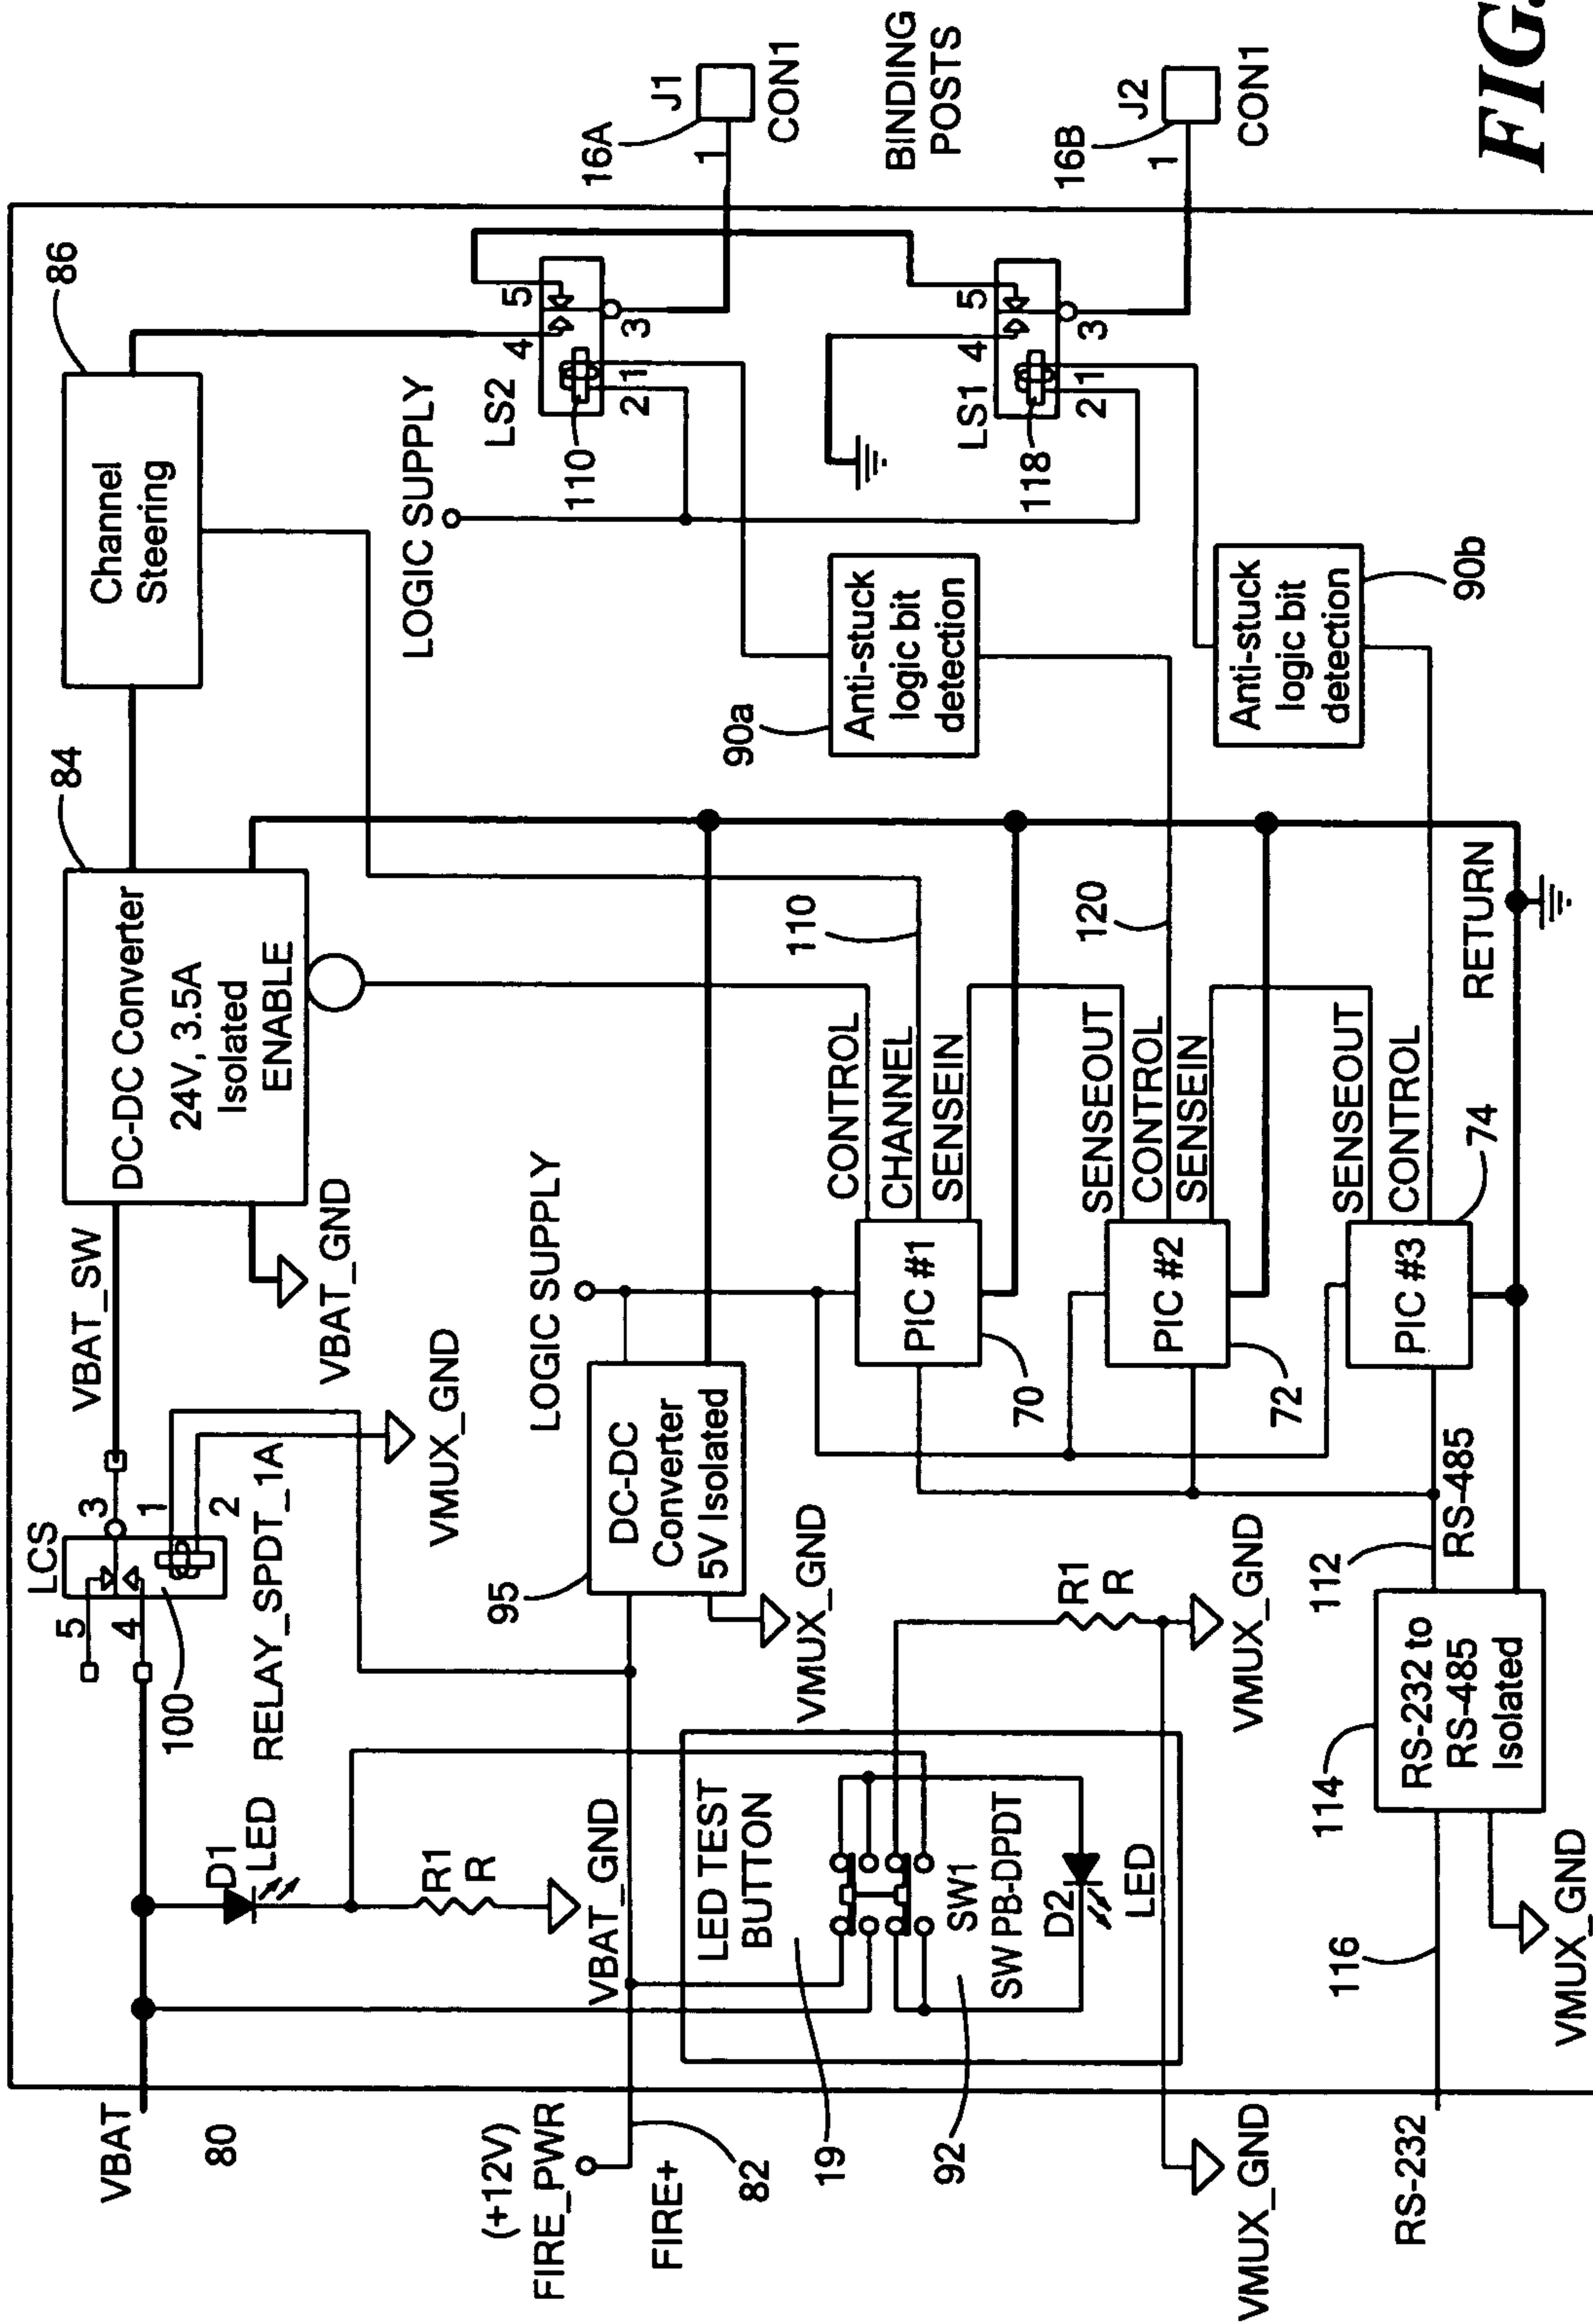 VBAT
80
(+12V)
FIRE_PWR
FIRE+
82
VMUX_GND
RS-232
LCS
5
4
3
1
2
100
RELAY_SPDT_1A
VMUX_GND
D1
LED
R1
R
VBAT_GND
VBAT_SW
84
DC-DC Converter
24V, 3.5A
Isolated
ENABLE
VBAT_GND
86
Channel
Steering
95
DC-DC
Converter
5V Isolated
VMUX_GND
LOGIC SUPPLY
LED TEST
BUTTON
SW1
SW PB-DPDT
D2
LED
19
92
R1
R
VMUX_GND
PIC #1
70
CONTROL
CHANNEL
SENSEIN
110
PIC #2
72
SENSEOUT
CONTROL
SENSEIN
120
PIC #3
74
SENSEOUT
CONTROL
RETURN
112
RS-485
114
RS-232 to
RS-485
Isolated
116
VMUX_GND
LOGIC SUPPLY
LS2
4
5
110
2
1
3
LS1
4
5
118
2
1
3
90a
Anti-stuck
logic bit
detection
Anti-stuck
logic bit
detection
90b
16A
J1
1
CON1
BINDING
POSTS
16B
J2
1
CON1
FIG.